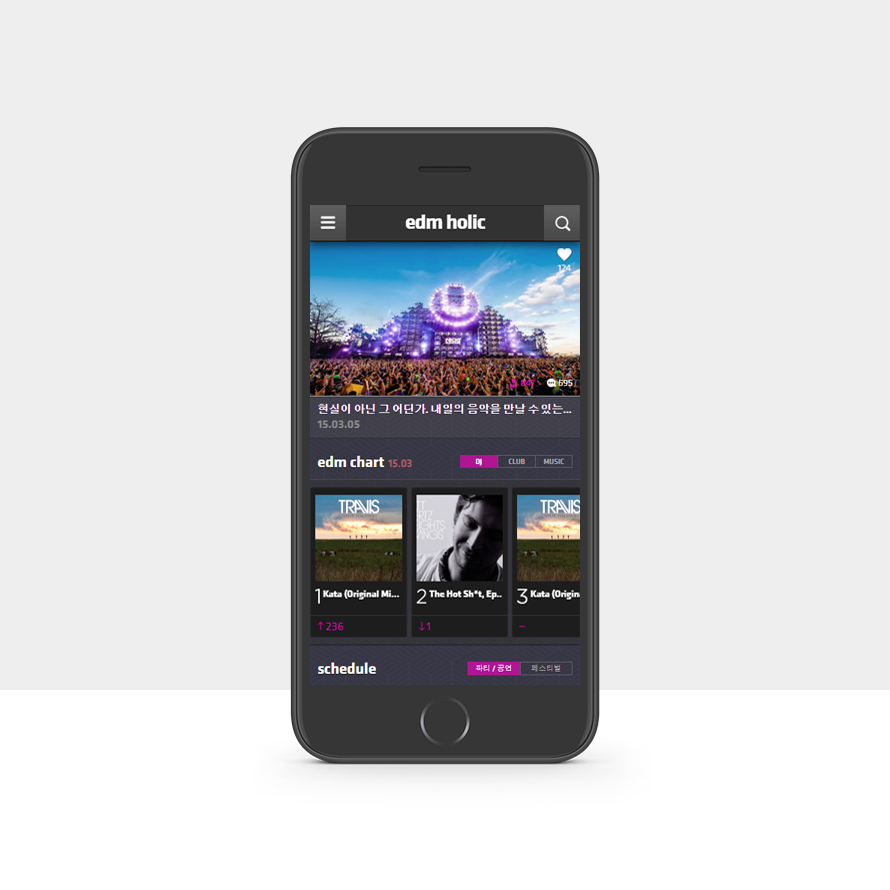 edm holic
124
847
695
현실이 아닌 그 어딘가. 내일의 음악을 만날 수 있는...
15.03.05
edm chart 15.03
DJ
CLUB
MUSIC
TRAVIS
TRAVIS
1 Kata (Original Mi...
2 The Hot Sh*t, Ep..
3 Kata (Origin
↑236
↓1
–
schedule
파티 / 공연
페스티벌